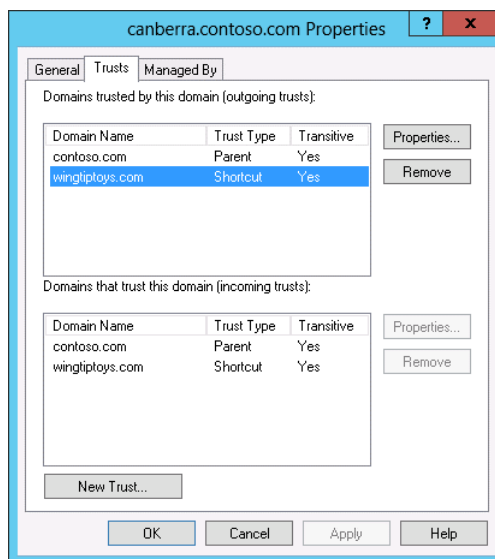 canberra.contoso.com Properties ? x
General Trusts Managed By
Domains trusted by this domain (outgoing trusts):
Domain Name Trust Type Transitive Properties...
contoso.com Parent Yes
wingtiptoys.com Shortcut Yes Remove
Domains that trust this domain (incoming trusts):
Domain Name Trust Type Transitive Properties...
contoso.com Parent Yes
wingtiptoys.com Shortcut Yes Remove
New Trust...
OK Cancel Apply Help